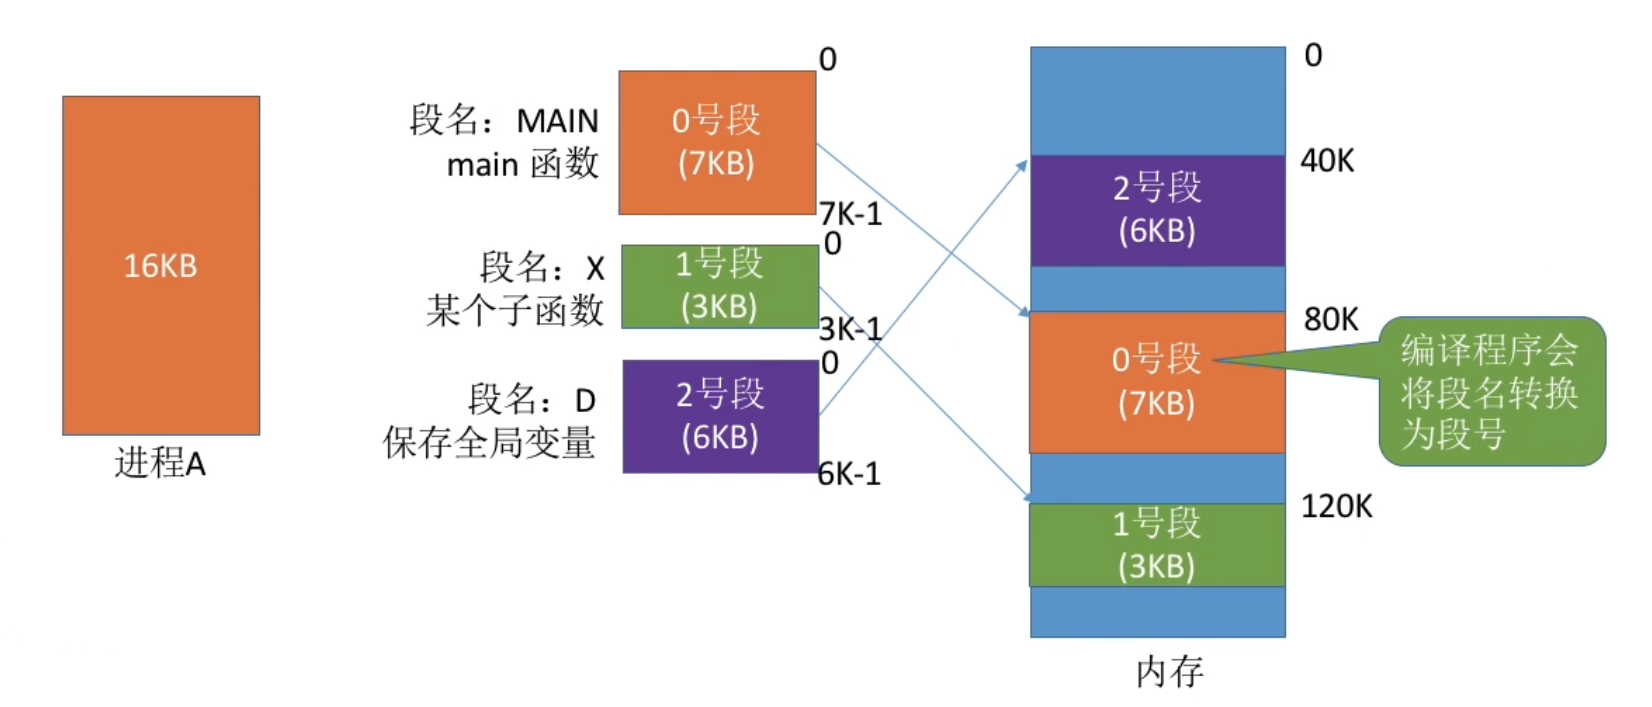 16KB
进程A
段名：MAIN
main 函数
0号段
(7KB)
0
7K-1
段名：X
某个子函数
1号段
(3KB)
0
3K-1
段名：D
保存全局变量
2号段
(6KB)
0
6K-1
0
40K
2号段
(6KB)
80K
0号段
(7KB)
120K
1号段
(3KB)
内存
编译程序会
将段名转换
为段号